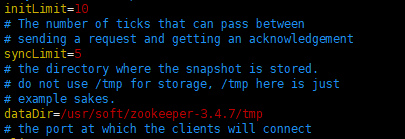 initLimit=10
# The number of ticks that can pass between
# sending a request and getting an acknowledgement
syncLimit=5
# the directory where the snapshot is stored.
# do not use /tmp for storage, /tmp here is just
# example sakes.
dataDir=/usr/soft/zookeeper-3.4.7/tmp
# the port at which the clients will connect